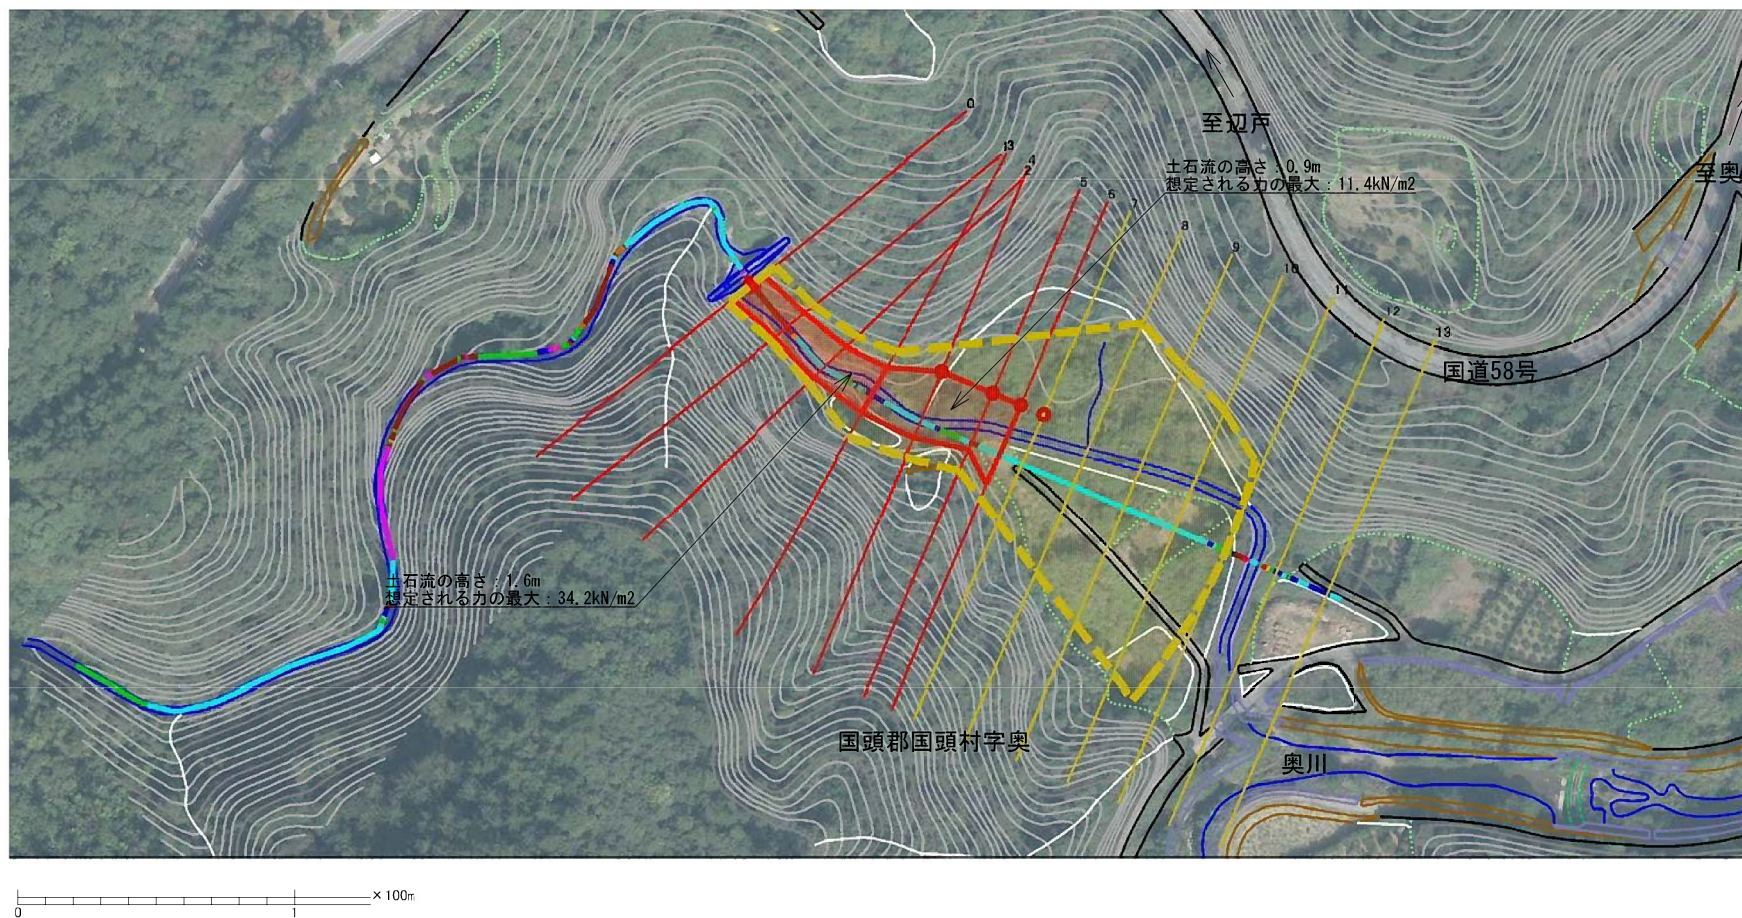 0
13
4
2
5
6
7
8
9
10
11
12
13
至辺戸
土石流の高さ：0.9m
想定される力の最大：11.4kN/m2
至奥
国道58号
土石流の高さ：1.6m
想定される力の最大：34.2kN/m2
国頭郡国頭村字奥
奥川
×100m
0
1